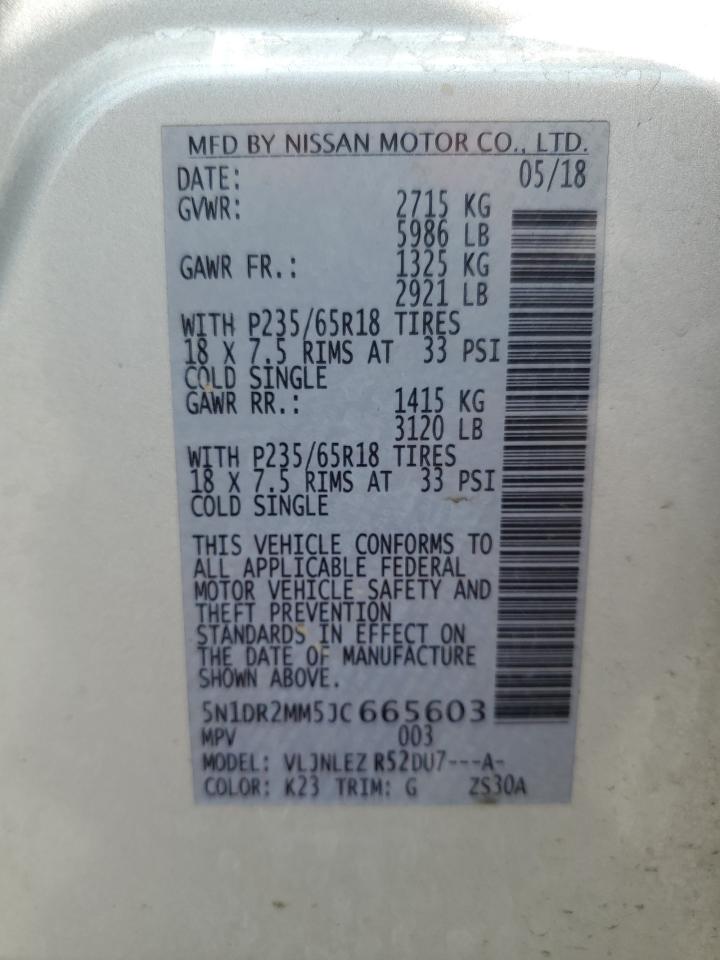 MFD BY NISSAN MOTOR CO., LTD.
DATE: 05/18
GVWR: 2715 KG
5986 LB
GAWR FR.: 1325 KG
2921 LB
WITH P235/65R18 TIRES
18 X 7.5 RIMS AT 33 PSI
COLD SINGLE
GAWR RR.: 1415 KG
3120 LB
WITH P235/65R18 TIRES
18 X 7.5 RIMS AT 33 PSI
COLD SINGLE
THIS VEHICLE CONFORMS TO
ALL APPLICABLE FEDERAL
MOTOR VEHICLE SAFETY AND
THEFT PREVENTION
STANDARDS IN EFFECT ON
THE DATE OF MANUFACTURE
SHOWN ABOVE.
5N1DR2MM5JC665603
MPV 003
MODEL: VLJNLEZ R52DU7---A-
COLOR: K23 TRIM: G ZS30A